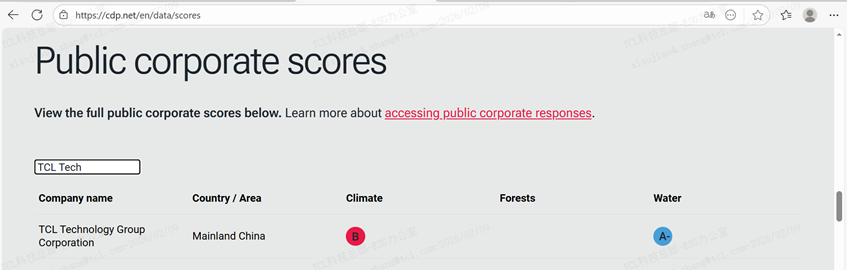 https://cdp.net/en/data/scores
Public corporate scores
View the full public corporate scores below. Learn more about accessing public corporate responses.
TCL Tech
Company name Country / Area Climate Forests Water
TCL Technology Group Corporation Mainland China B A-